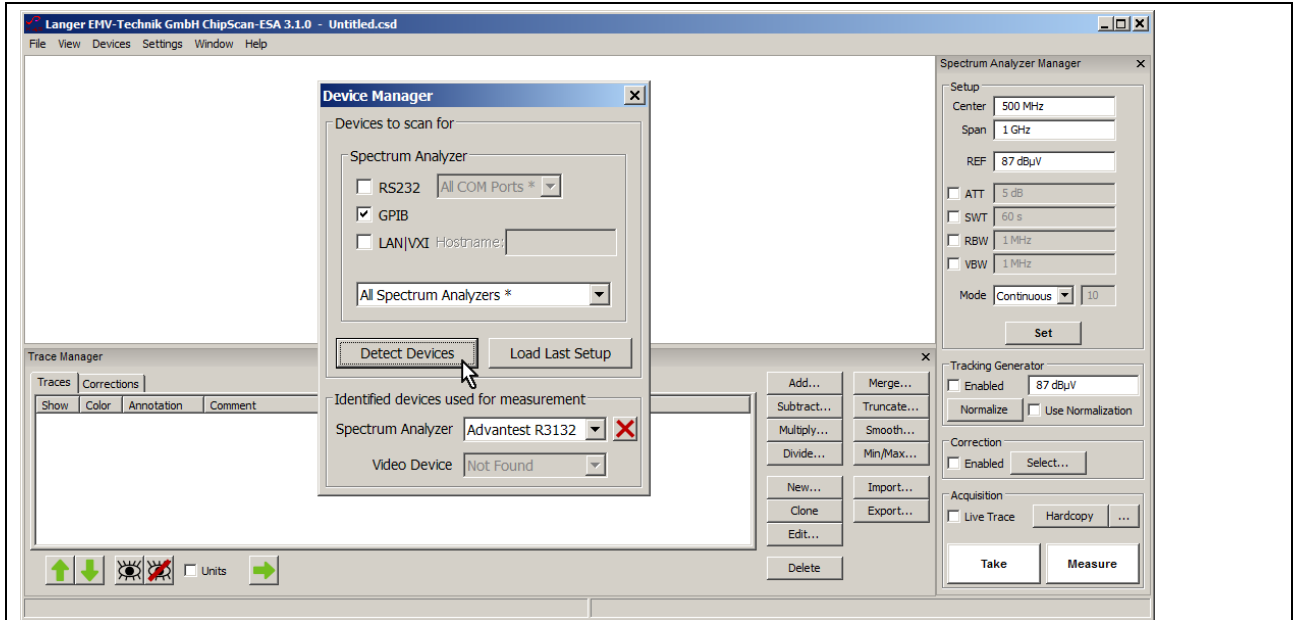 Langer EMV-Technik GmbH ChipScan-ESA 3.1.0 - Untitled.csd
File View Devices Settings Window Help
Device Manager
Devices to scan for
Spectrum Analyzer
RS232 All COM Ports *
GPIB
LAN|VXI Hostname:
All Spectrum Analyzers *
Detect Devices Load Last Setup
Identified devices used for measurement
Spectrum Analyzer Advantest R3132
Video Device Not Found
Spectrum Analyzer Manager
Setup
Center 500 MHz
Span 1 GHz
REF 87 dBµV
ATT 5 dB
SWT 60 s
RBW 1 MHz
VBW 1 MHz
Mode Continuous 10
Set
Tracking Generator
Enabled 87 dBµV
Normalize Use Normalization
Correction
Enabled Select...
Acquisition
Live Trace Hardcopy ...
Take Measure
Trace Manager
Traces Corrections
Show Color Annotation Comment
Add... Merge...
Subtract... Truncate...
Multiply... Smooth...
Divide... Min/Max...
New... Import...
Clone Export...
Edit...
Delete
Units